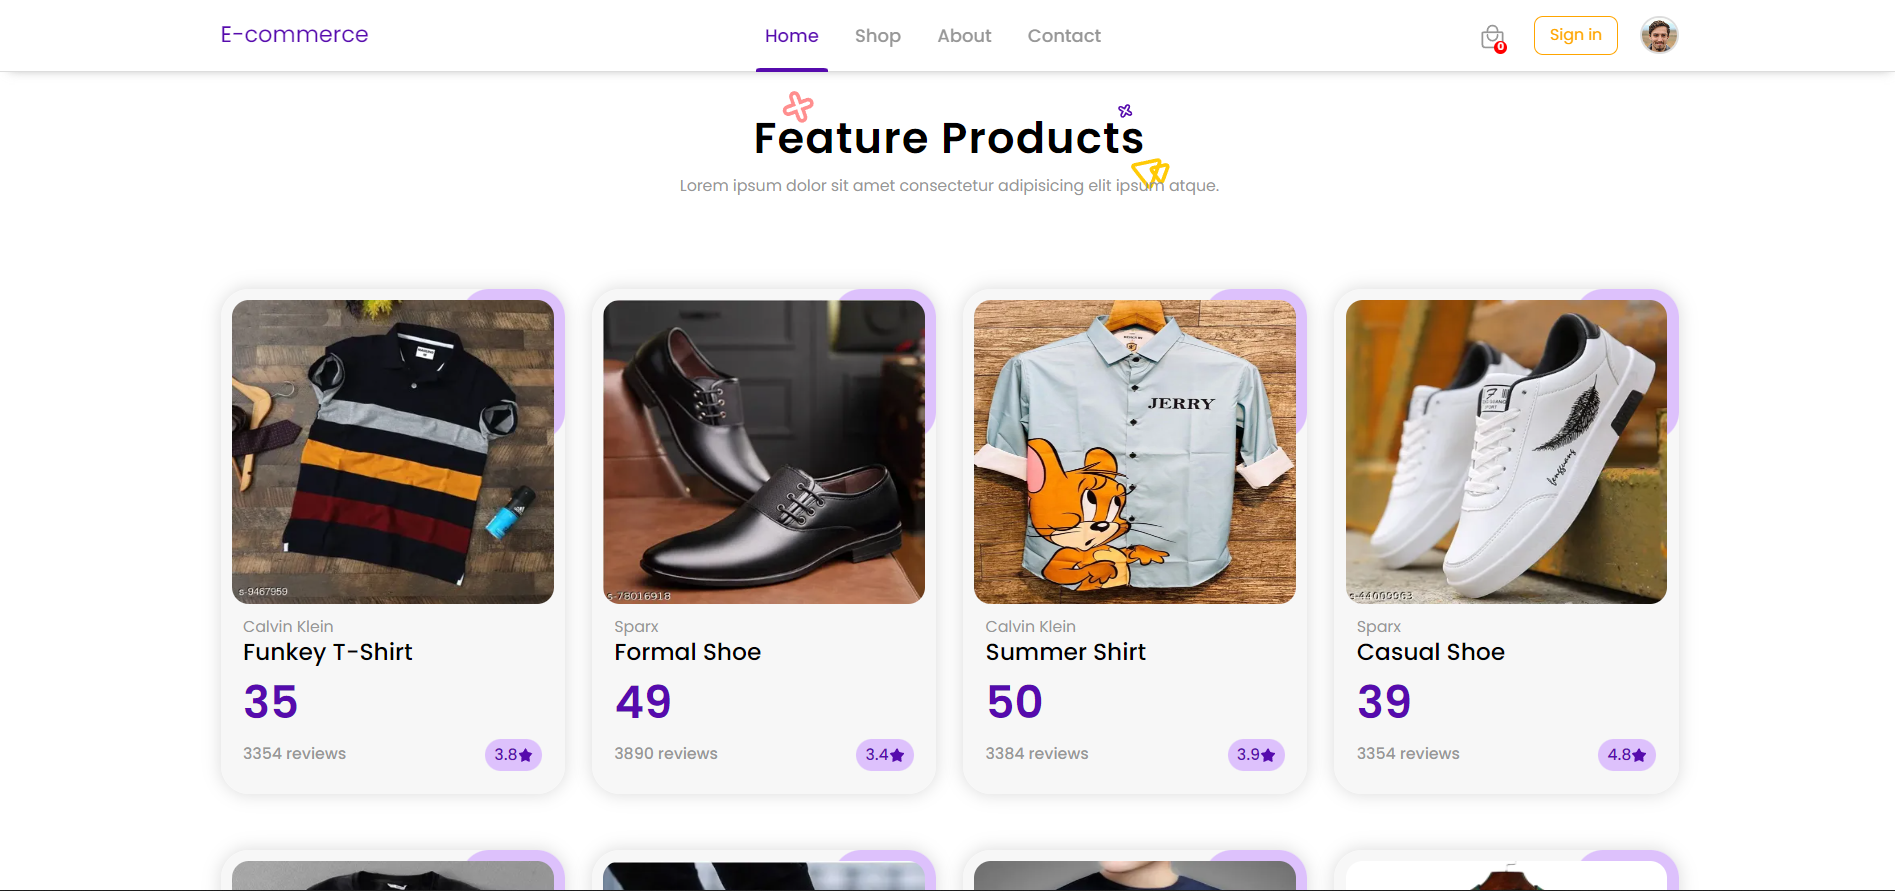 E-commerce
Home
Shop
About
Contact
0
Sign in
Feature Products
Lorem ipsum dolor sit amet consectetur adipisicing elit ipsum atque.
s-9467959
s-78016918
JERRY
s-44009963
Calvin Klein
Funkey T-Shirt
35
3354 reviews
3.8
Sparx
Formal Shoe
49
3890 reviews
3.4
Calvin Klein
Summer Shirt
50
3384 reviews
3.9
Sparx
Casual Shoe
39
3354 reviews
4.8